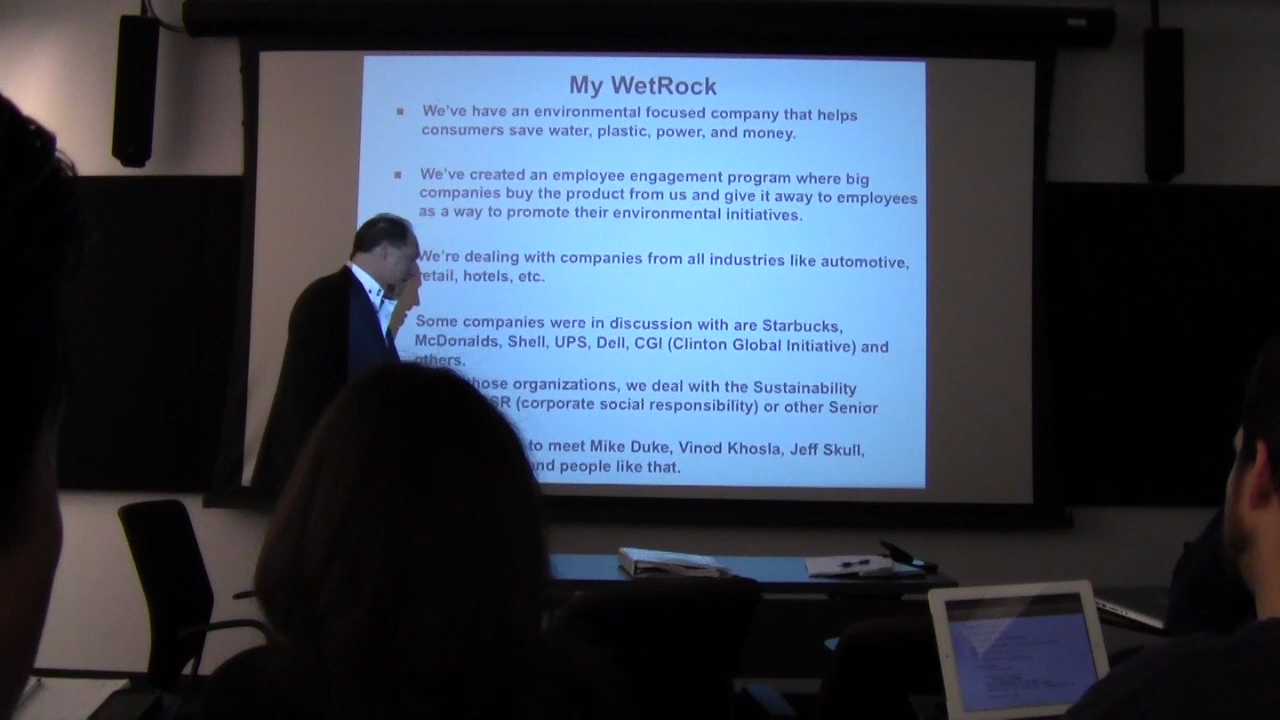 My WetRock
We've have an environmental focused company that helps
consumers save water, plastic, power, and money.
We've created an employee engagement program where big
companies buy the product from us and give it away to employees
as a way to promote their environmental initiatives.
We're dealing with companies from all industries like automotive,
retail, hotels, etc.
Some companies were in discussion with are Starbucks,
McDonalds, Shell, UPS, Dell, CGI (Clinton Global Initiative) and
others.
those organizations, we deal with the Sustainability
(corporate social responsibility) or other Senior
to meet Mike Duke, Vinod Khosla, Jeff Skull,
and people like that.